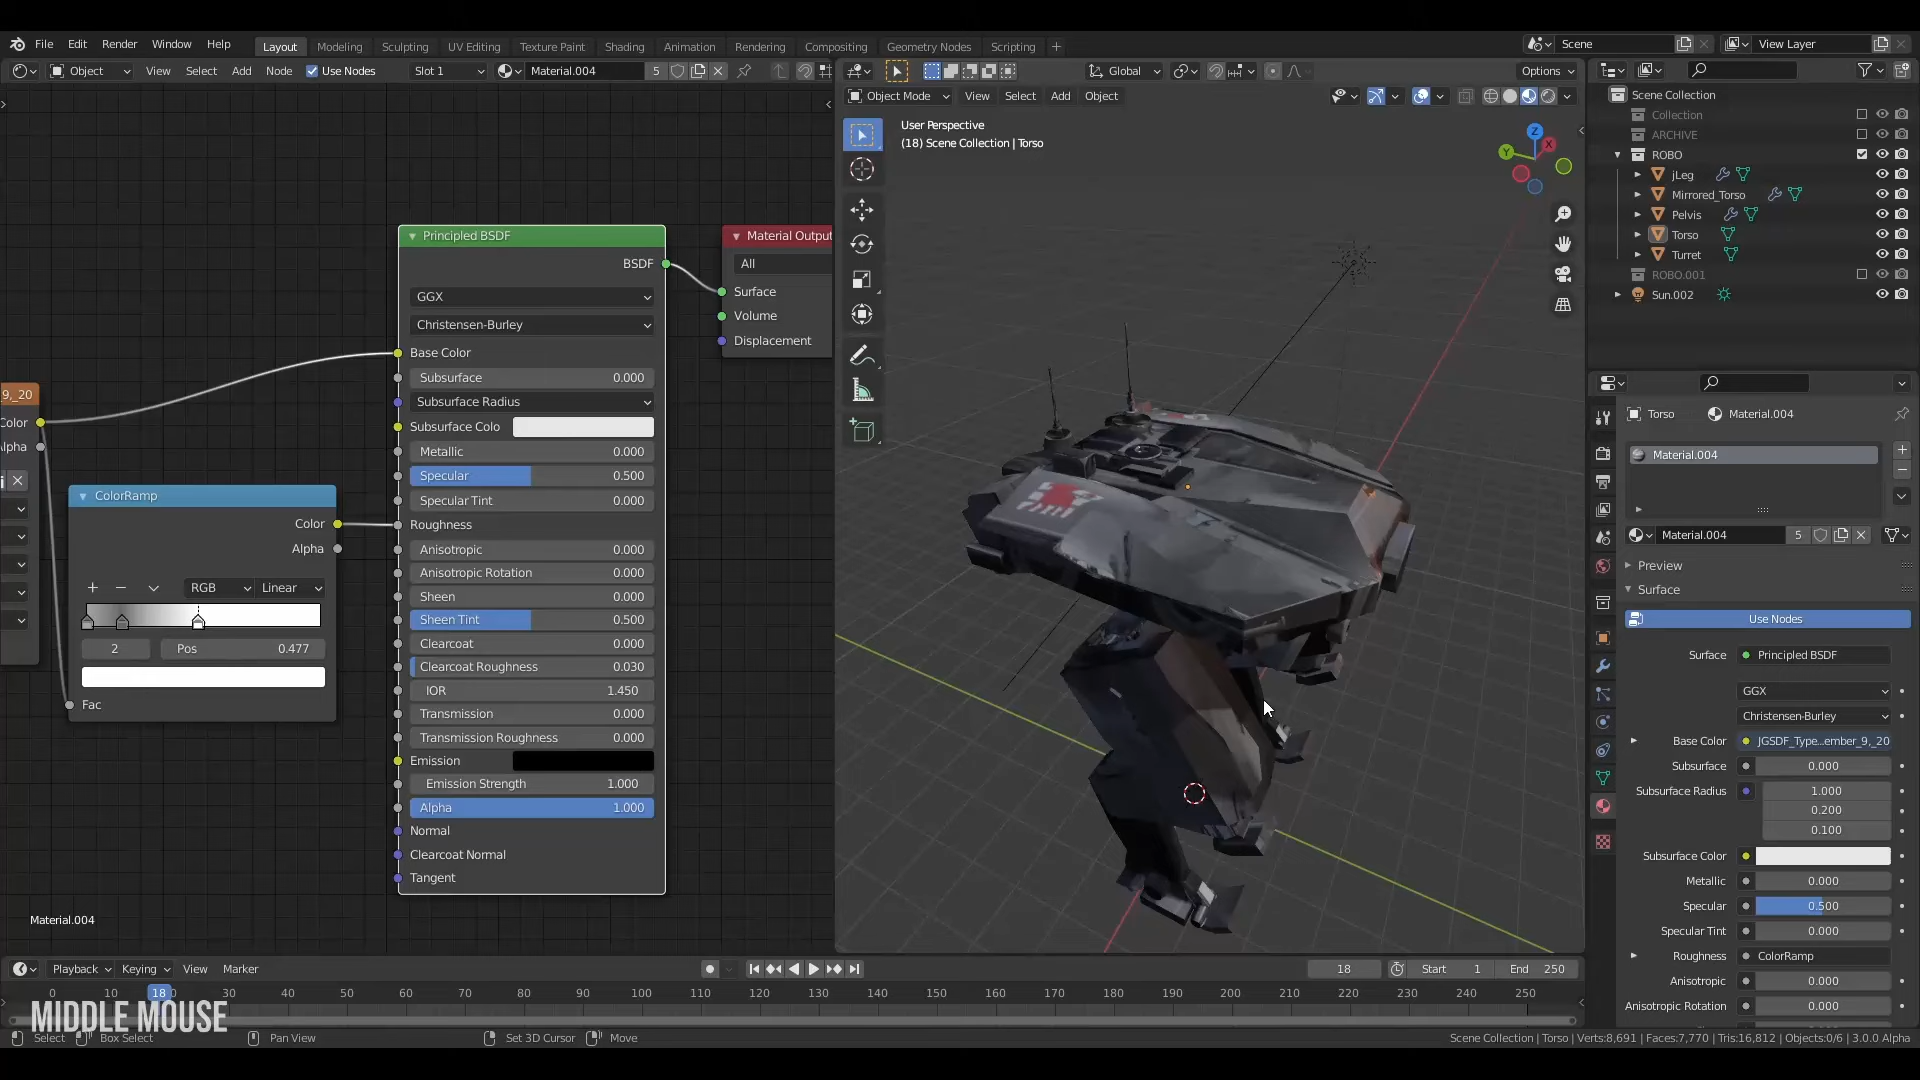 File Edit Render Window Help Layout Modeling Sculpting UV Editing Texture Paint Shading Animation Rendering Compositing Geometry Nodes Scripting + Scene View Layer
Object View Select Add Node Use Nodes Slot 1 Material.004 5
Global Options
Object Mode View Select Add Object
User Perspective
(18) Scene Collection | Torso
Z
X
Y
Principled BSDF
BSDF
GGX
Christensen-Burley
Base Color
Subsurface 0.000
Subsurface Radius
Subsurface Colo
Metallic 0.000
Specular 0.500
Specular Tint 0.000
Roughness
Anisotropic 0.000
Anisotropic Rotation 0.000
Sheen 0.000
Sheen Tint 0.500
Clearcoat 0.000
Clearcoat Roughness 0.030
IOR 1.450
Transmission 0.000
Transmission Roughness 0.000
Emission
Emission Strength 1.000
Alpha 1.000
Normal
Clearcoat Normal
Tangent
Material Output
All
Surface
Volume
Displacement
9,_20
Color
lpha
ColorRamp
Color
Alpha
RGB Linear
2 Pos 0.477
Fac
Material.004
Scene Collection
Collection
ARCHIVE
ROBO
jLeg
Mirrored_Torso
Pelvis
Torso
Turret
ROBO.001
Sun.002
Torso Material.004
Material.004
Material.004 5
Preview
Surface
Use Nodes
Surface Principled BSDF
GGX
Christensen-Burley
Base Color JGSDF_Type...ember_9,_20
Subsurface 0.000
Subsurface Radius 1.000
0.200
0.100
Subsurface Color
Metallic 0.000
Specular 0.500
Specular Tint 0.000
Roughness ColorRamp
Anisotropic 0.000
Anisotropic Rotation 0.000
Playback Keying View Marker 18 Start 1 End 250
0 10 18 30 40 50 60 70 80 90 100 110 120 130 140 150 160 170 180 190 200 210 220 230 240 250
MIDDLE MOUSE
Select Box Select Pan View Set 3D Cursor Move Scene Collection | Torso | Verts:8,691 | Faces:7,770 | Tris:16,812 | Objects:0/6 | 3.0.0 Alpha